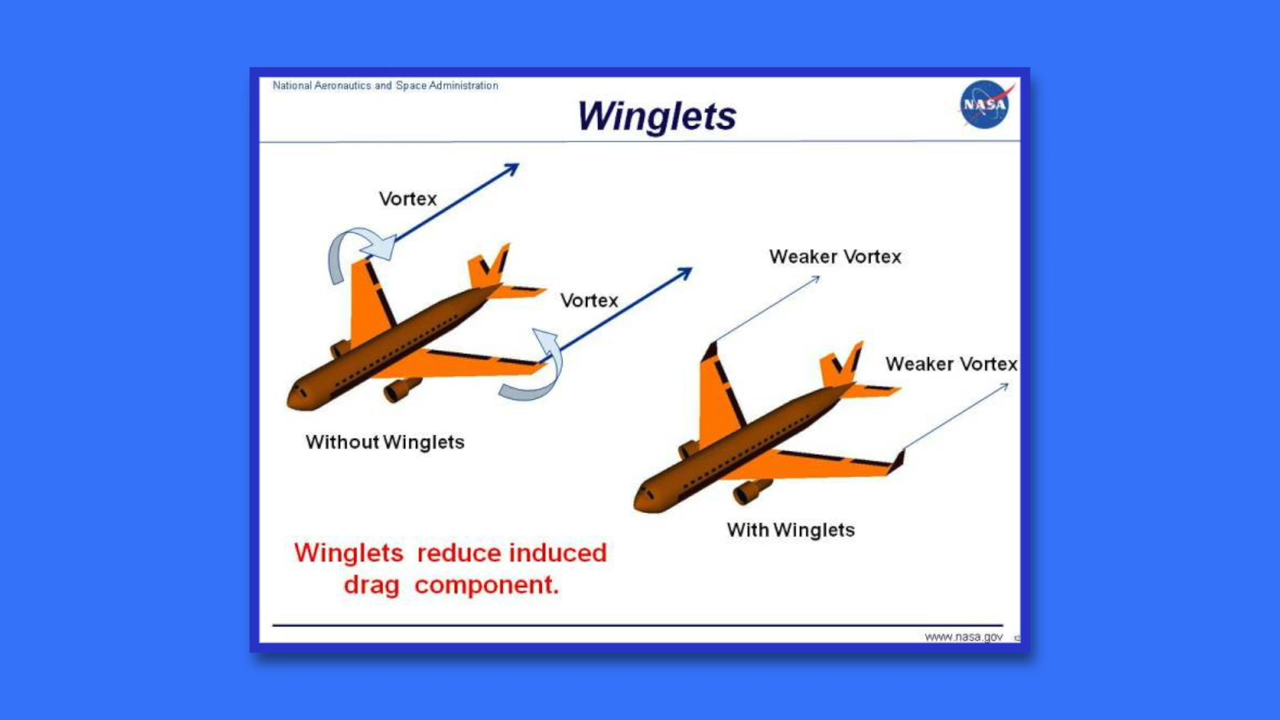 National Aeronautics and Space Administration
Winglets
NASA
Vortex
Vortex
Without Winglets
Weaker Vortex
Weaker Vortex
With Winglets
Winglets reduce induced
drag component.
www.nasa.gov